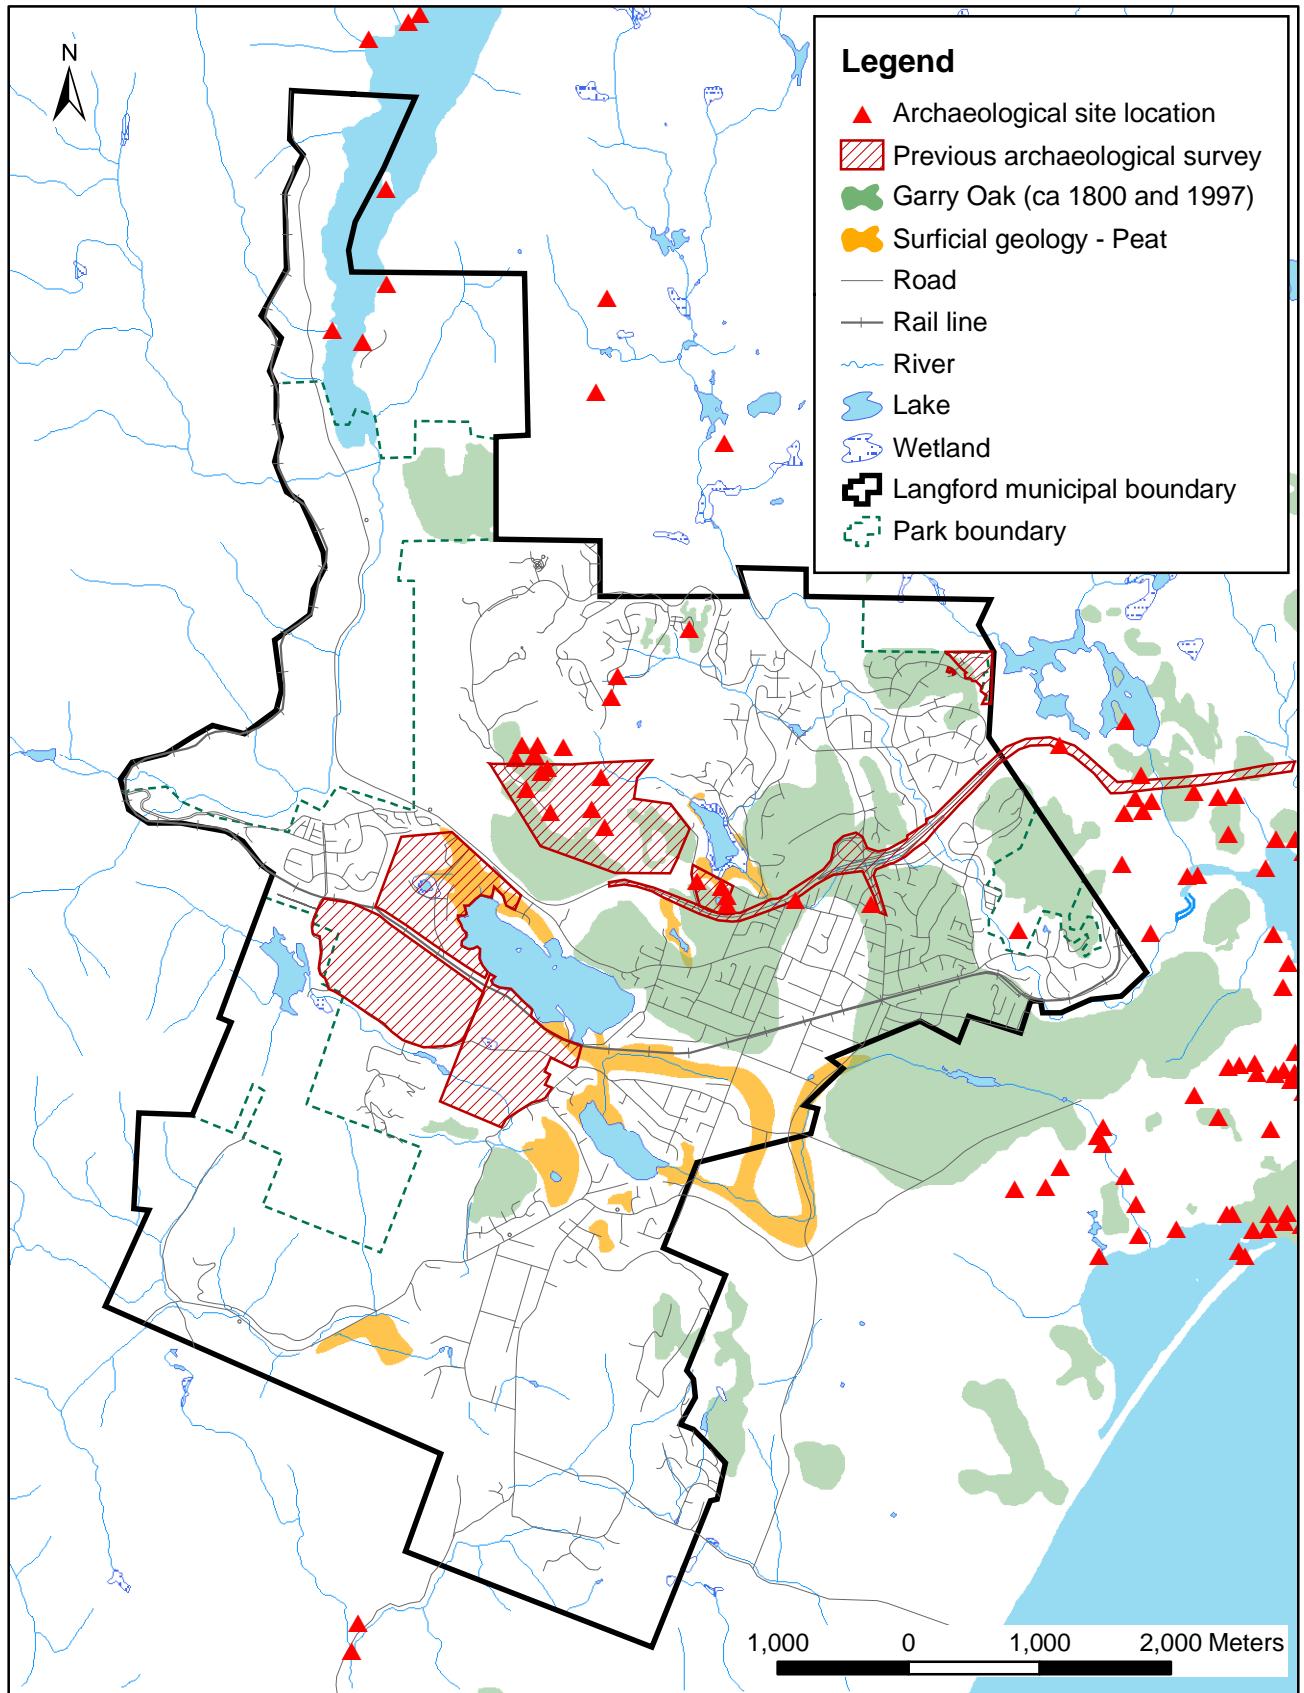 N
Legend
Archaeological site location
Previous archaeological survey
Garry Oak (ca 1800 and 1997)
Surficial geology - Peat
Road
Rail line
River
Lake
Wetland
Langford municipal boundary
Park boundary
1,000 0 1,000 2,000 Meters